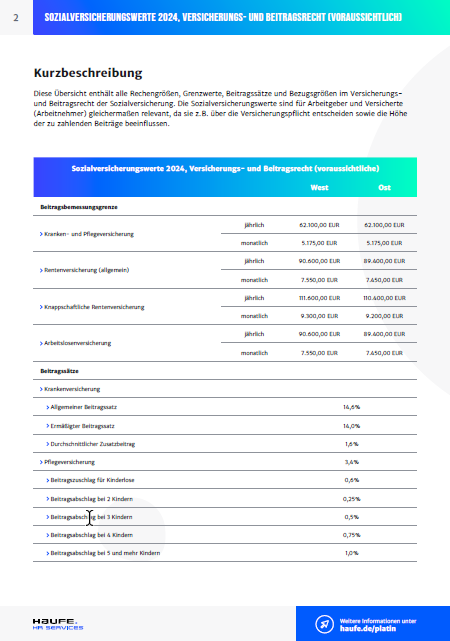 2
SOZIALVERSICHERUNGSWERTE 2024, VERSICHERUNGS- UND BEITRAGSRECHT (VORAUSSICHTLICH)
Kurzbeschreibung
Diese Übersicht enthält alle Rechengrößen, Grenzwerte, Beitragssätze und Bezugsgrößen im Versicherungs-
und Beitragsrecht der Sozialversicherung. Die Sozialversicherungswerte sind für Arbeitgeber und Versicherte
(Arbeitnehmer) gleichermaßen relevant, da sie z. B. über die Versicherungspflicht entscheiden sowie die Höhe
der zu zahlenden Beiträge beeinflussen.
Sozialversicherungswerte 2024, Versicherungs- und Beitragsrecht (voraussichtliche)
West Ost
Beitragsbemessungsgrenze
> Kranken- und Pflegeversicherung
jährlich 62.100,00 EUR 62.100,00 EUR
monatlich 5.175,00 EUR 5.175,00 EUR
> Rentenversicherung (allgemein)
jährlich 90.600,00 EUR 89.400,00 EUR
monatlich 7.550,00 EUR 7.450,00 EUR
> Knappschaftliche Rentenversicherung
jährlich 111.600,00 EUR 110.400,00 EUR
monatlich 9.300,00 EUR 9.200,00 EUR
> Arbeitslosenversicherung
jährlich 90.600,00 EUR 89.400,00 EUR
monatlich 7.550,00 EUR 7.450,00 EUR
Beitragssätze
> Krankenversicherung
> Allgemeiner Beitragssatz 14,6%
> Ermäßigter Beitragssatz 14,0%
> Durchschnittlicher Zusatzbeitrag 1,6%
> Pflegeversicherung 3,4%
> Beitragszuschlag für Kinderlose 0,6%
> Beitragsabschlag bei 2 Kindern 0,25%
> Beitragsabschlag bei 3 Kindern 0,5%
> Beitragsabschlag bei 4 Kindern 0,75%
> Beitragsabschlag bei 5 und mehr Kindern 1,0%
HAUFE.
HR SERVICES
Weitere Informationen unter
haufe.de/platin